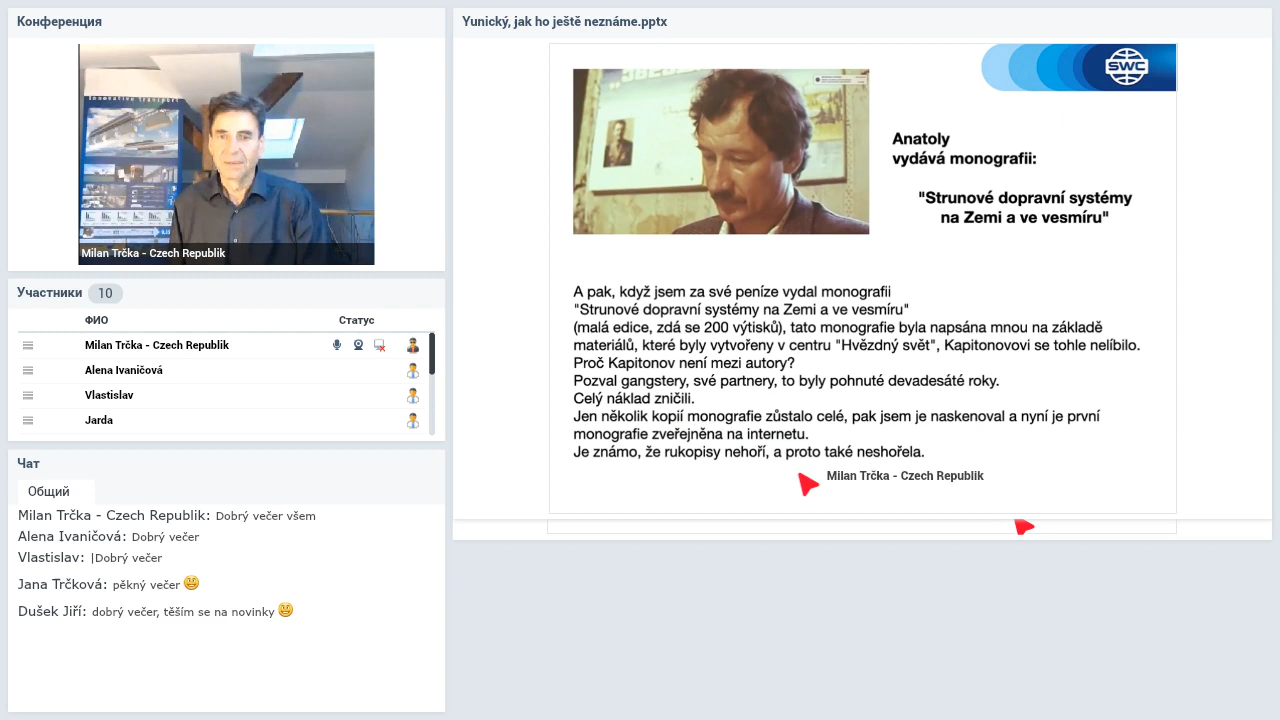 Конференция
Innovative transport
Milan Trčka - Czech Republik
Участники 10
ФИО Статус
Milan Trčka - Czech Republik
Alena Ivaničová
Vlastislav
Jarda
Чат
Общий
Milan Trčka - Czech Republik: Dobrý večer všem
Alena Ivaničová: Dobrý večer
Vlastislav: |Dobrý večer
Jana Trčková: pěkný večer
Dušek Jiří: dobrý večer, těším se na novinky
Yunický, jak ho ještě neznáme.pptx
SWC
Anatoly
vydává monografii:
"Strunové dopravní systémy
na Zemi a ve vesmíru"
A pak, když jsem za své peníze vydal monografii
"Strunové dopravní systémy na Zemi a ve vesmíru"
(malá edice, zdá se 200 výtisků), tato monografie byla napsána mnou na základě
materiálů, které byly vytvořeny v centru "Hvězdný svět", Kapitonovovi se tohle nelíbilo.
Proč Kapitonov není mezi autory?
Pozval gangstery, své partnery, to byly pohnuté devadesáté roky.
Celý náklad zničili.
Jen několik kopií monografie zůstalo celé, pak jsem je naskenoval a nyní je první
monografie zveřejněna na internetu.
Je známo, že rukopisy nehoří, a proto také neshořela.
Milan Trčka - Czech Republik